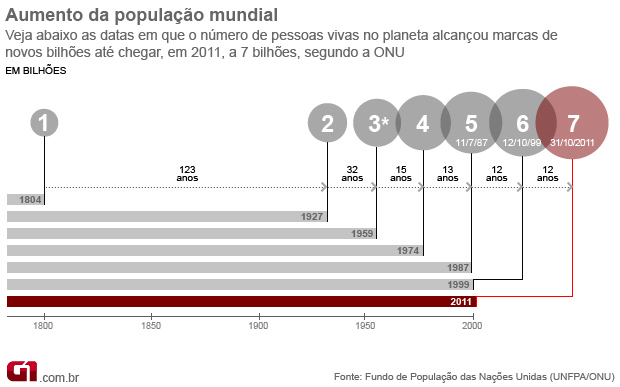 Aumento da população mundial
Veja abaixo as datas em que o número de pessoas vivas no planeta alcançou marcas de
novos bilhões até chegar, em 2011, a 7 bilhões, segundo a ONU
EM BILHÕES
1 2 3* 4 5 6 7
11/7/87 12/10/99 31/10/2011
123 32 15 13 12 12
anos anos anos anos anos anos
1804
1927
1959
1974
1987
1999
2011
1800 1850 1900 1950 2000
G1 .com.br
Fonte: Fundo de População das Nações Unidas (UNFPA/ONU)